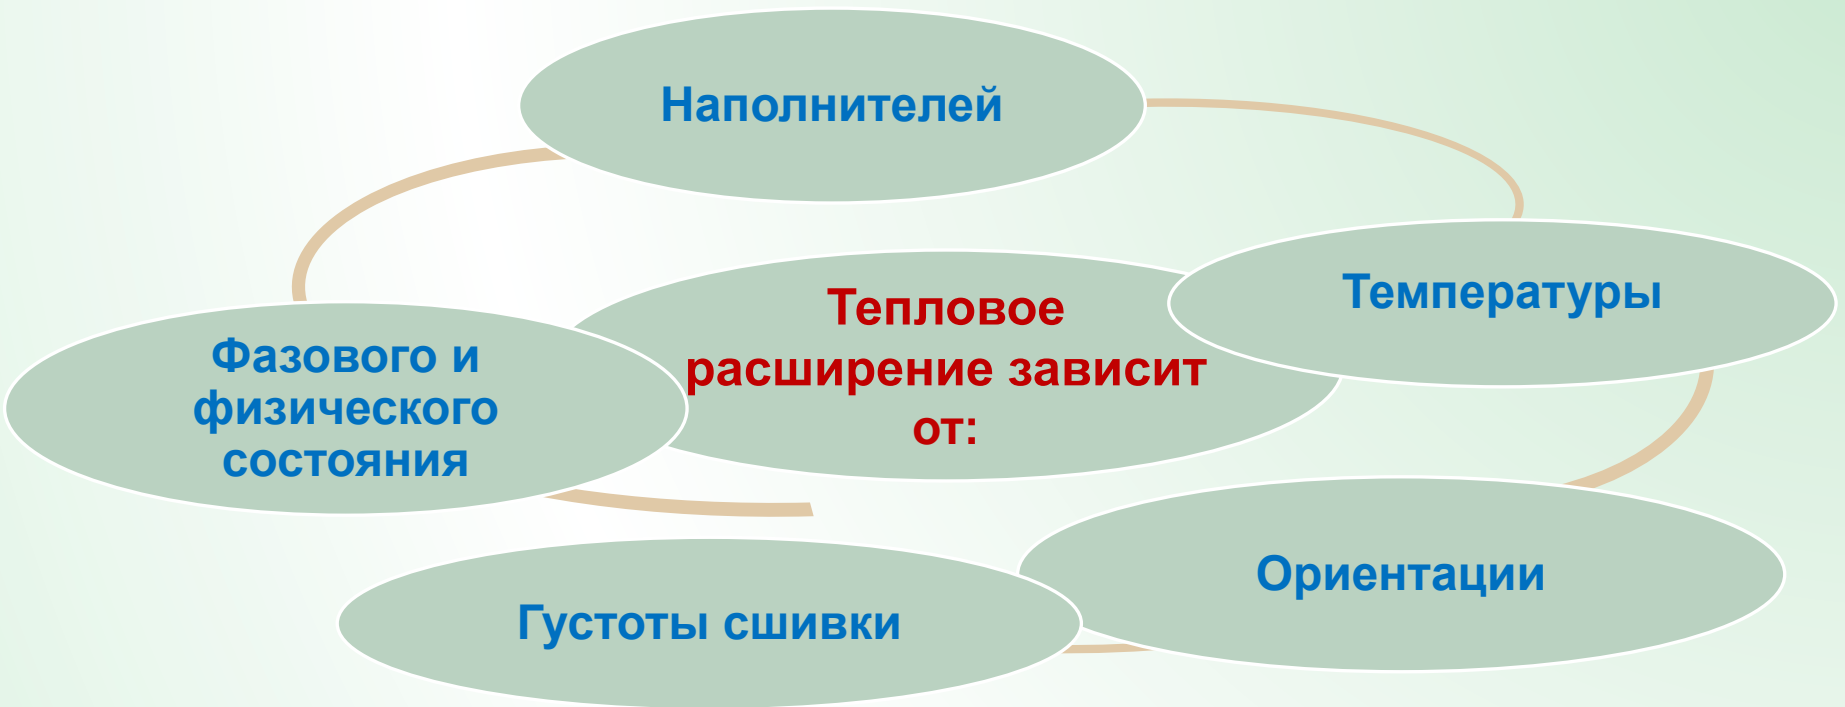 Наполнителей
Температуры
Тепловое
расширение зависит
от:
Фазового и
физического
состояния
Ориентации
Густоты сшивки